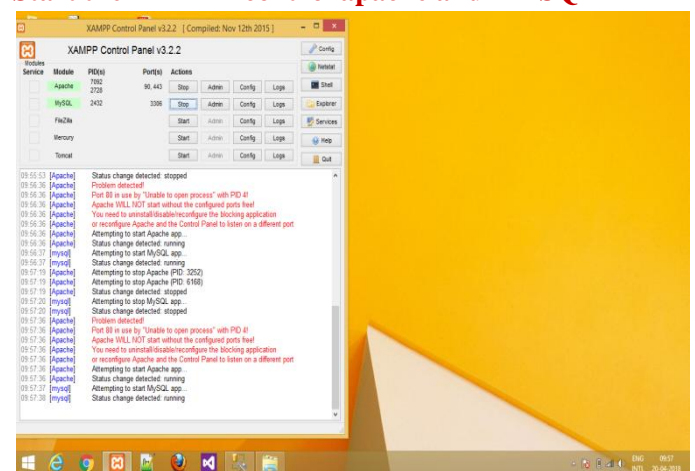 XAMPP Control Panel v3.2.2 [ Compiled: Nov 12th 2015 ]
XAMPP Control Panel v3.2.2
Config
Modules
Service Module PID(s) Port(s) Actions
Netstat
Apache 7092 2728 90, 443 Stop Admin Config Logs
Shell
MySQL 2432 3306 Stop Admin Config Logs
Explorer
FileZilla Start Admin Config Logs
Services
Mercury Start Admin Config Logs
Help
Tomcat Start Admin Config Logs
Quit
09:55:53 [Apache] Status change detected: stopped
09:56:36 [Apache] Problem detected!
09:56:36 [Apache] Port 80 in use by "Unable to open process" with PID 4!
09:56:36 [Apache] Apache WILL NOT start without the configured ports free!
09:56:36 [Apache] You need to uninstall/disable/reconfigure the blocking application
09:56:36 [Apache] or reconfigure Apache and the Control Panel to listen on a different port
09:56:36 [Apache] Attempting to start Apache app...
09:56:36 [Apache] Status change detected: running
09:56:37 [mysql] Attempting to start MySQL app...
09:56:37 [mysql] Status change detected: running
09:57:19 [Apache] Attempting to stop Apache (PID: 3252)
09:57:19 [Apache] Attempting to stop Apache (PID: 6168)
09:57:19 [Apache] Status change detected: stopped
09:57:20 [mysql] Attempting to stop MySQL app...
09:57:20 [mysql] Status change detected: stopped
09:57:36 [Apache] Problem detected!
09:57:36 [Apache] Port 80 in use by "Unable to open process" with PID 4!
09:57:36 [Apache] Apache WILL NOT start without the configured ports free!
09:57:36 [Apache] You need to uninstall/disable/reconfigure the blocking application
09:57:36 [Apache] or reconfigure Apache and the Control Panel to listen on a different port
09:57:36 [Apache] Attempting to start Apache app...
09:57:36 [Apache] Status change detected: running
09:57:37 [mysql] Attempting to start MySQL app...
09:57:38 [mysql] Status change detected: running
ENG 09:57
INTL 20-04-2018